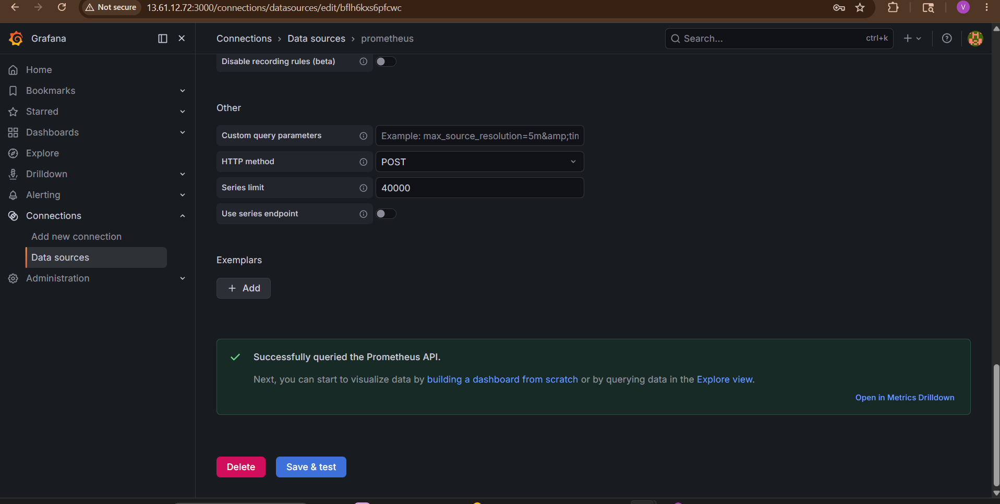 Not secure
13.61.12.72:3000/connections/datasources/edit/bflh6kxs6pfcwc
V
Grafana
Connections › Data sources › prometheus
Search...
ctrl+k
Home
Bookmarks
Starred
Dashboards
Explore
Drilldown
Alerting
Connections
Add new connection
Data sources
Administration
Disable recording rules (beta)
Other
Custom query parameters
Example: max_source_resolution=5m&amp;tin
HTTP method
POST
Series limit
40000
Use series endpoint
Exemplars
+ Add
Successfully queried the Prometheus API.
Next, you can start to visualize data by building a dashboard from scratch or by querying data in the Explore view.
Open in Metrics Drilldown
Delete
Save & test